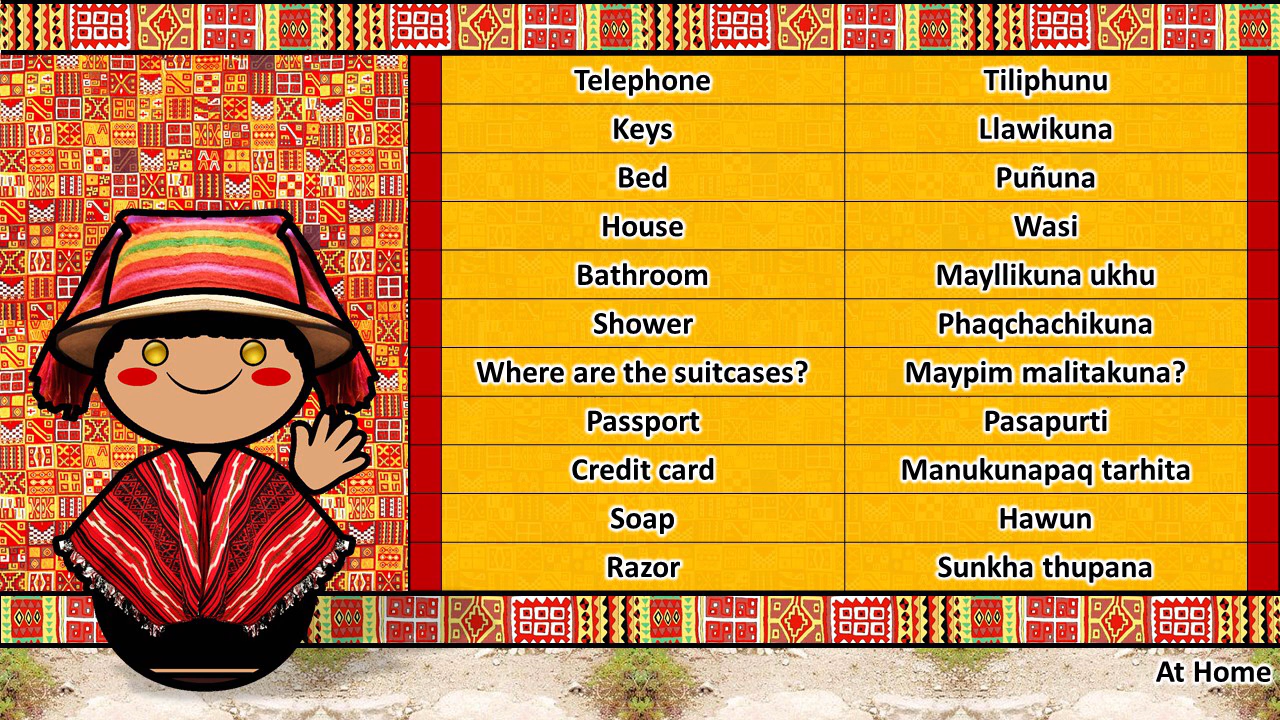 Telephone Tiliphunu
Keys Llawikuna
Bed Puñuna
House Wasi
Bathroom Mayllikuna ukhu
Shower Phaqchachikuna
Where are the suitcases? Maypim malitakuna?
Passport Pasapurti
Credit card Manukunapaq tarhita
Soap Hawun
Razor Sunkha thupana
At Home